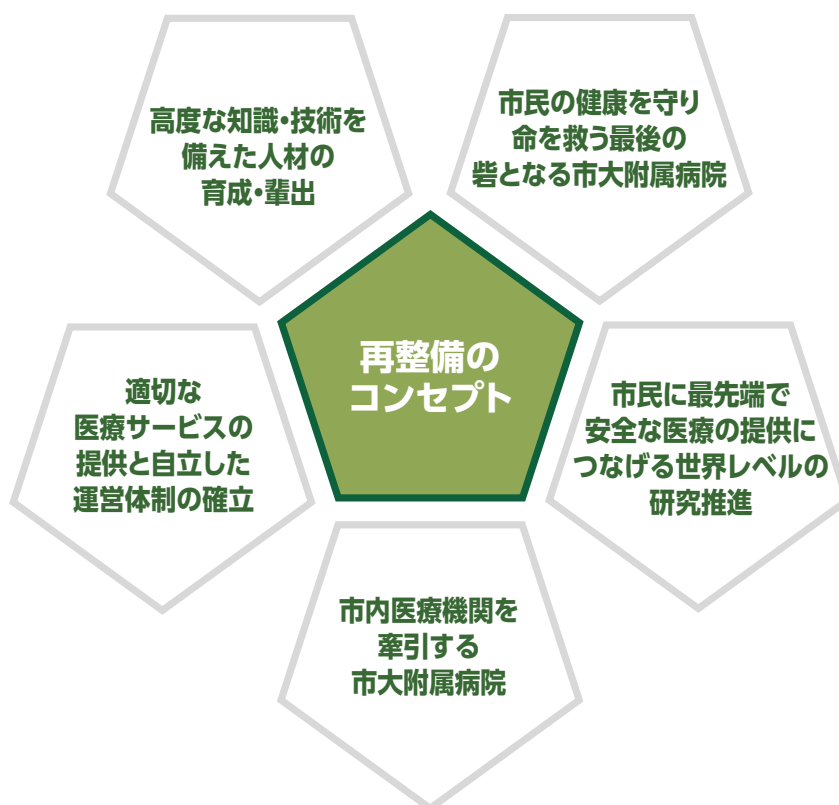 高度な知識・技術を
備えた人材の
育成・輩出
市民の健康を守り
命を救う最後の
砦となる市大附属病院
再整備の
コンセプト
適切な
医療サービスの
提供と自立した
運営体制の確立
市民に最先端で
安全な医療の提供に
つなげる世界レベルの
研究推進
市内医療機関を
牽引する
市大附属病院